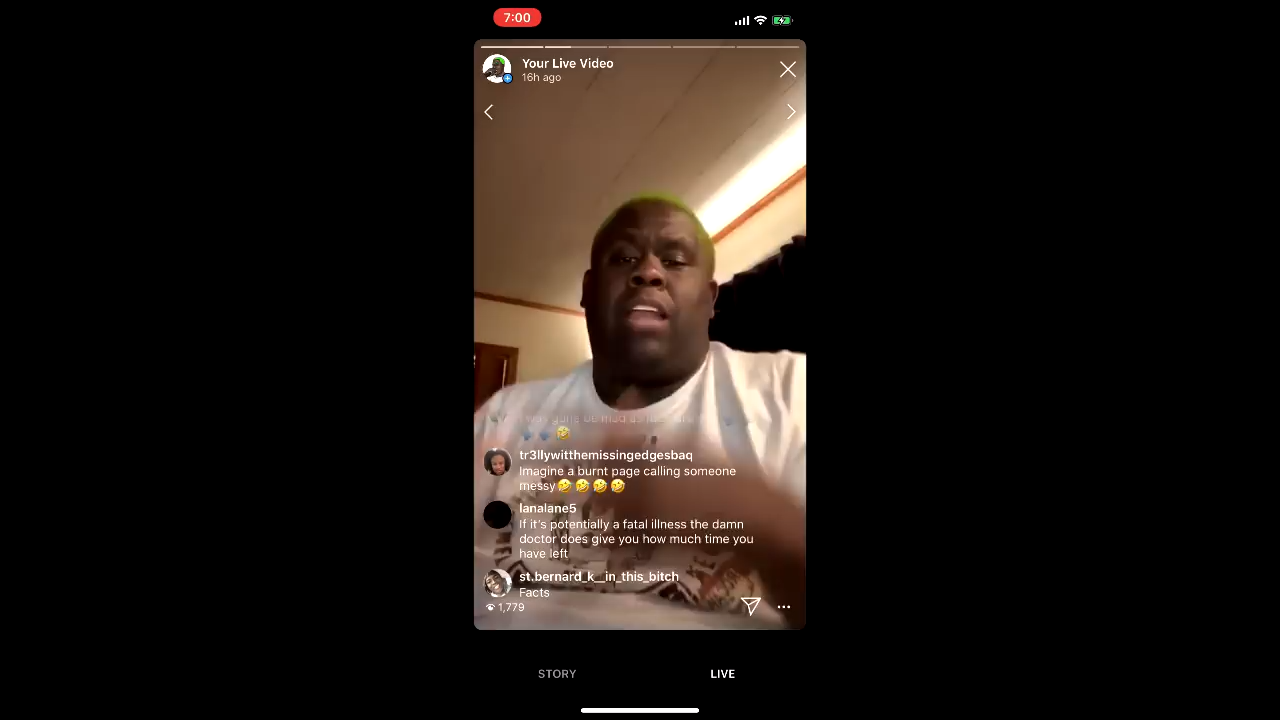 7:00
Your Live Video
16h ago
tr3llywitthemissingedgesbaq
Imagine a burnt page calling someone
messy🤣🤣🤣🤣
lanalane5
If it's potentially a fatal illness the damn
doctor does give you how much time you
have left
st.bernard_k__in_this_bitch
Facts
1,779
STORY
LIVE